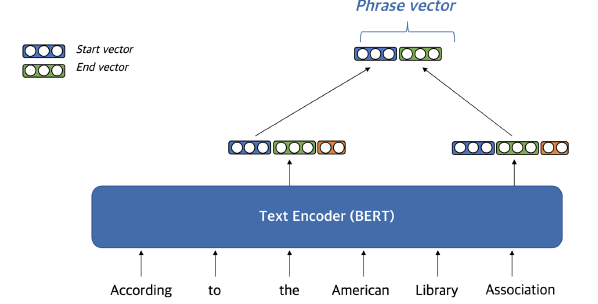 Phrase vector
Start vector
End vector
Text Encoder (BERT)
According to the American Library Association